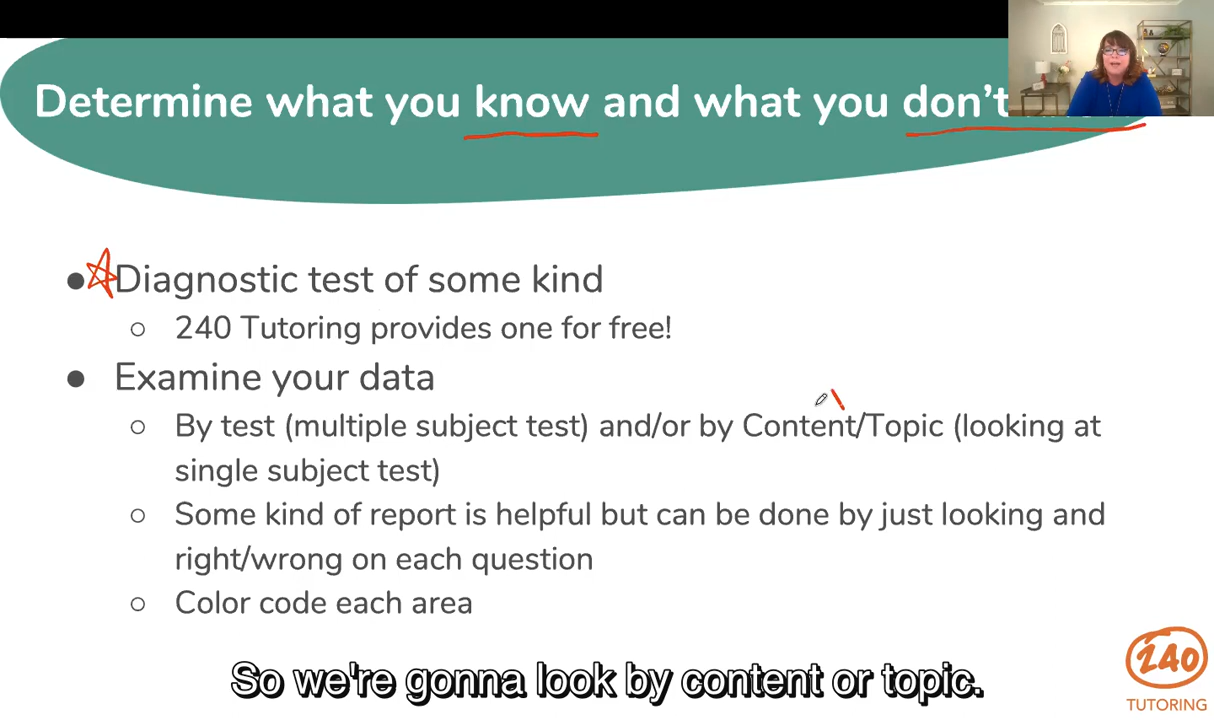 Determine what you know and what you don't
Diagnostic test of some kind
240 Tutoring provides one for free!
Examine your data
By test (multiple subject test) and/or by Content/Topic (looking at
single subject test)
Some kind of report is helpful but can be done by just looking and
right/wrong on each question
Color code each area
240
TUTORING
So we're gonna look by content or topic.